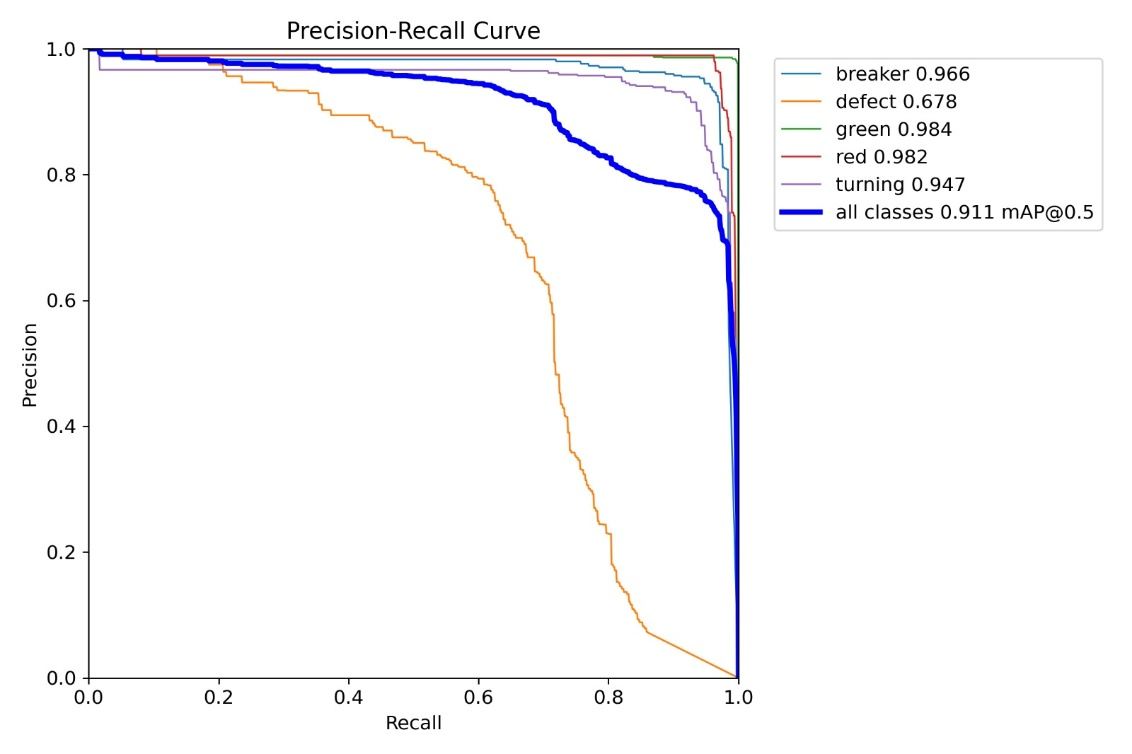 Precision-Recall Curve
1.0
0.8
0.6
0.4
0.2
0.0
Precision
0.0 0.2 0.4 0.6 0.8 1.0
Recall
breaker 0.966
defect 0.678
green 0.984
red 0.982
turning 0.947
all classes 0.911 mAP@0.5